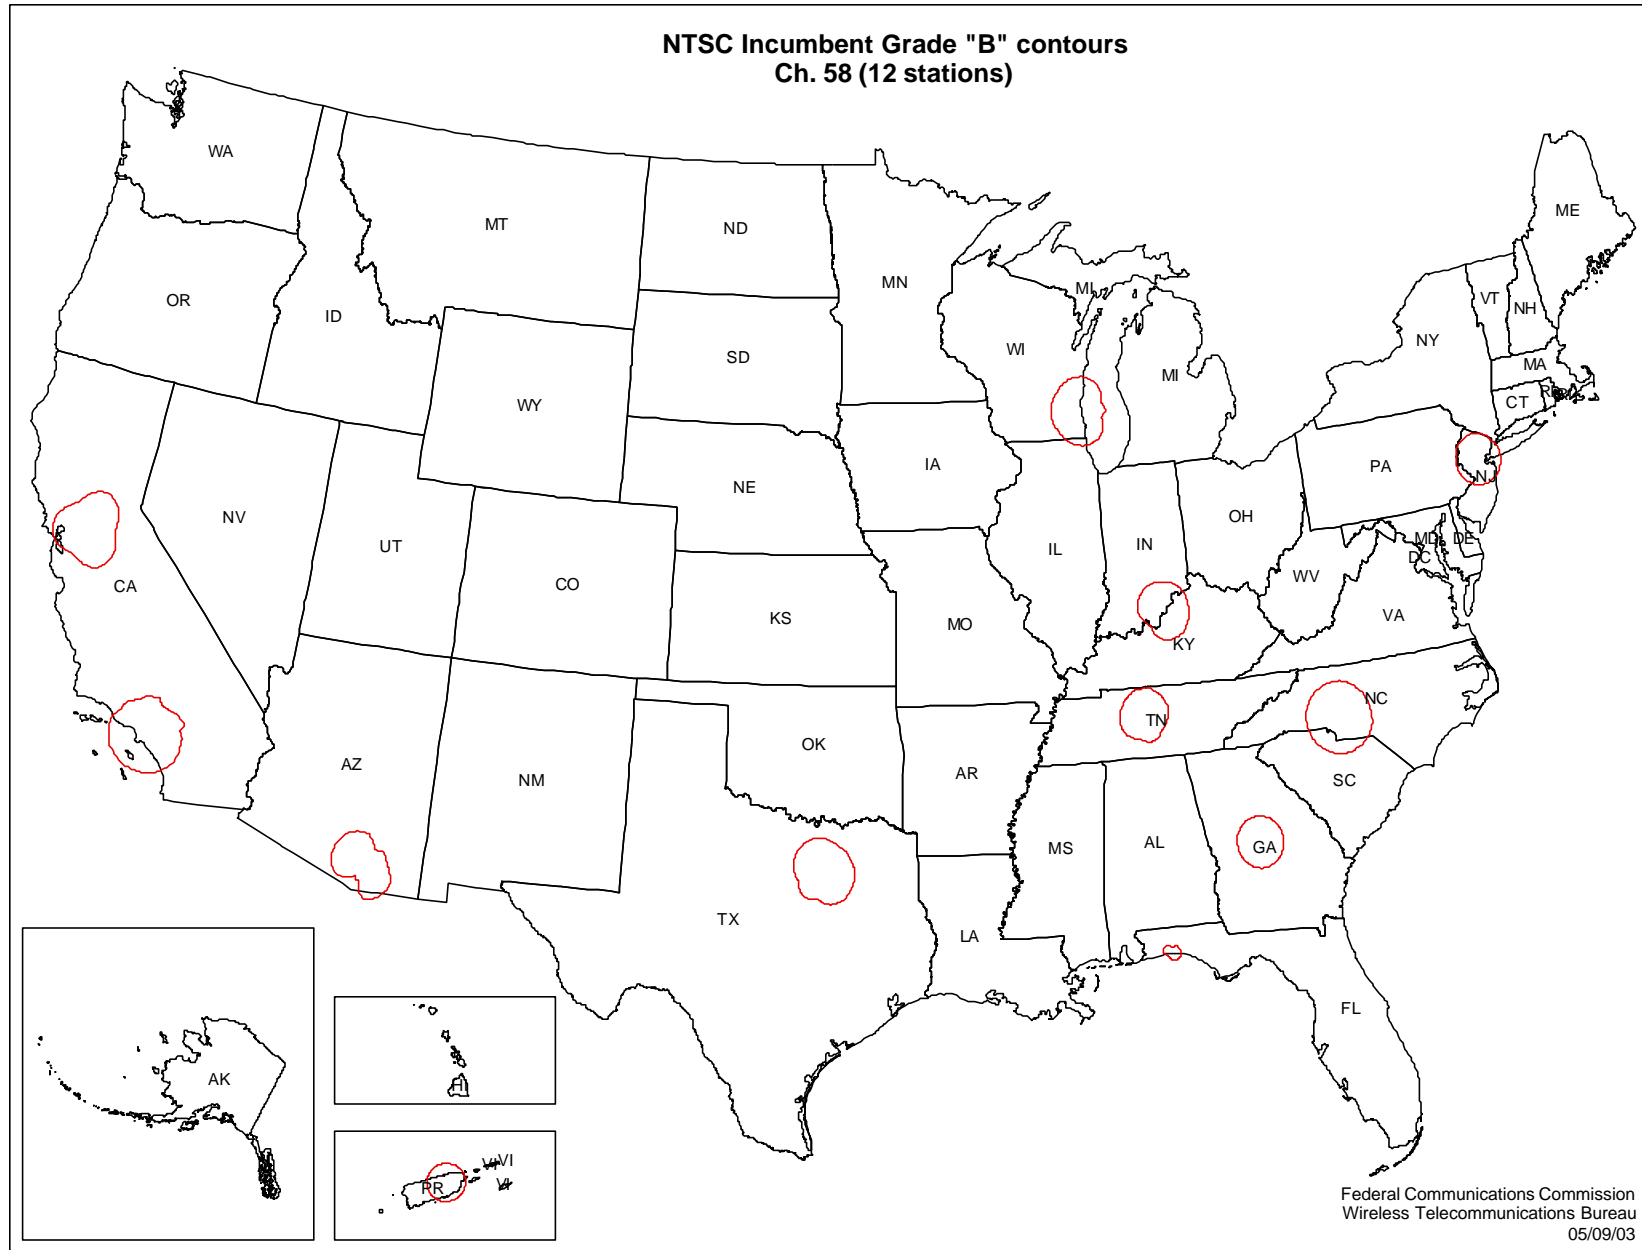 NTSC Incumbent Grade "B" contours
Ch. 58 (12 stations)
WA
MT
ND
MN
ME
OR
ID
SD
WI
MI
MI
NY
VT
NH
MA
CT
RI
WY
NE
IA
PA
NJ
NV
UT
CO
KS
MO
IL
IN
OH
WV
MD
DE
DC
VA
KY
CA
AZ
NM
OK
AR
TN
NC
SC
MS
AL
GA
TX
LA
FL
AK
HI
PR
VI
VI
VI
Federal Communications Commission
Wireless Telecommunications Bureau
05/09/03